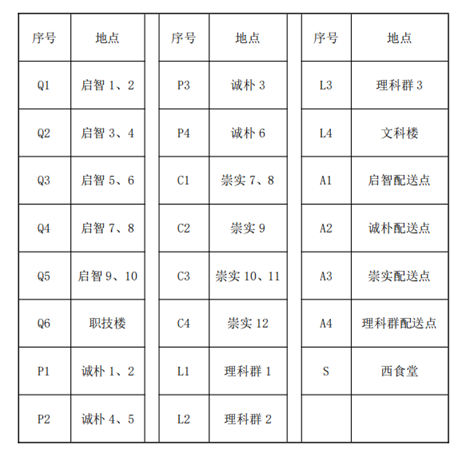 序号 地点 序号 地点 序号 地点
Q1 启智 1、2 P3 诚朴 3 L3 理科群 3
Q2 启智 3、4 P4 诚朴 6 L4 文科楼
Q3 启智 5、6 C1 崇实 7、8 A1 启智配送点
Q4 启智 7、8 C2 崇实 9 A2 诚朴配送点
Q5 启智 9、10 C3 崇实 10、11 A3 崇实配送点
Q6 职技楼 C4 崇实 12 A4 理科群配送点
P1 诚朴 1、2 L1 理科群 1 S 西食堂
P2 诚朴 4、5 L2 理科群 2